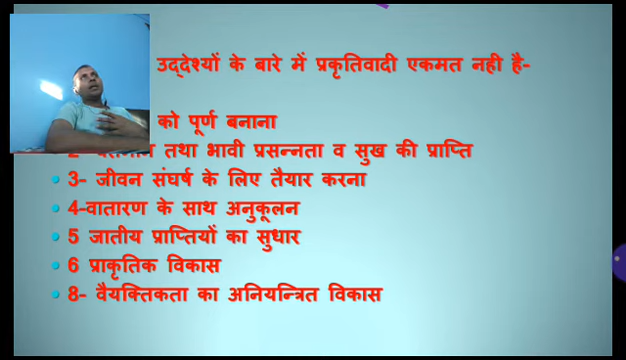 उद्देश्यों के बारे में प्रकृतिवादी एकमत नही है-
को पूर्ण बनाना
तथा भावी प्रसन्नता व सुख की प्राप्ति
3- जीवन संघर्ष के लिए तैयार करना
4-वातारण के साथ अनुकूलन
5 जातीय प्राप्तियों का सुधार
6 प्राकृतिक विकास
8- वैयक्तिकता का अनियन्त्रित विकास